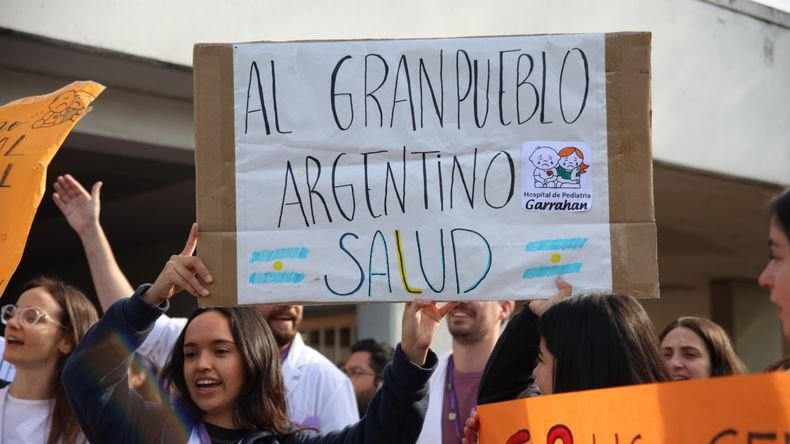 AL GRAN PUEBLO
ARGENTINO
SALUD
Hospital de Pediatría
Garrahan